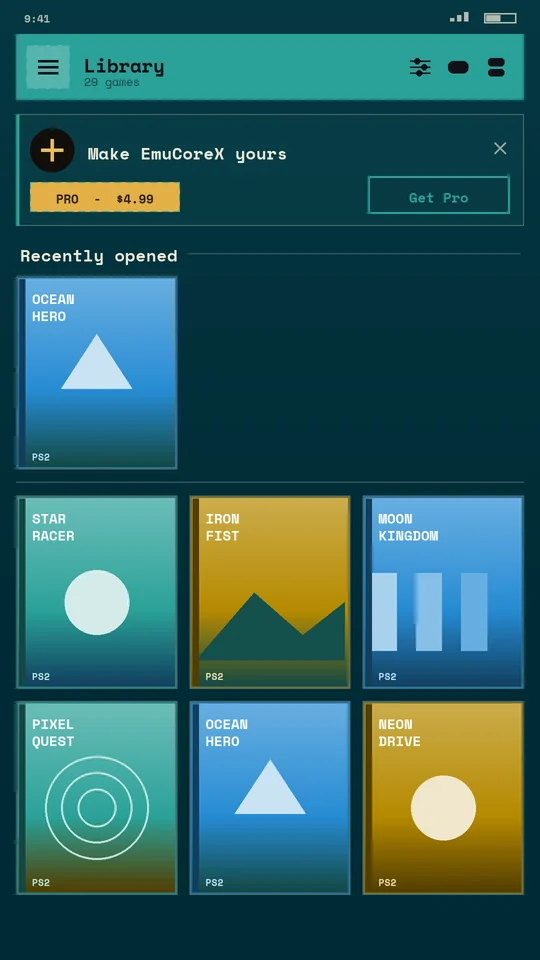 9:41
Library
29 games
Make EmuCoreX yours
PRO - $4.99
Get Pro
Recently opened
OCEAN
HERO
PS2
STAR
RACER
PS2
IRON
FIST
PS2
MOON
KINGDOM
PS2
PIXEL
QUEST
PS2
OCEAN
HERO
PS2
NEON
DRIVE
PS2